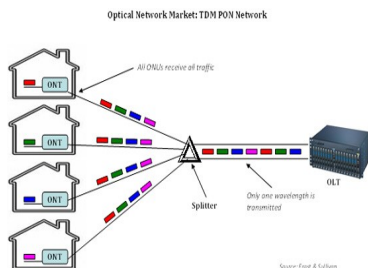 Optical Network Market: TDM PON Network
All ONUs receive all traffic
ONT
ONT
ONT
ONT
Splitter
Only one wavelength is
transmitted
OLT
Source: Frost & Sullivan